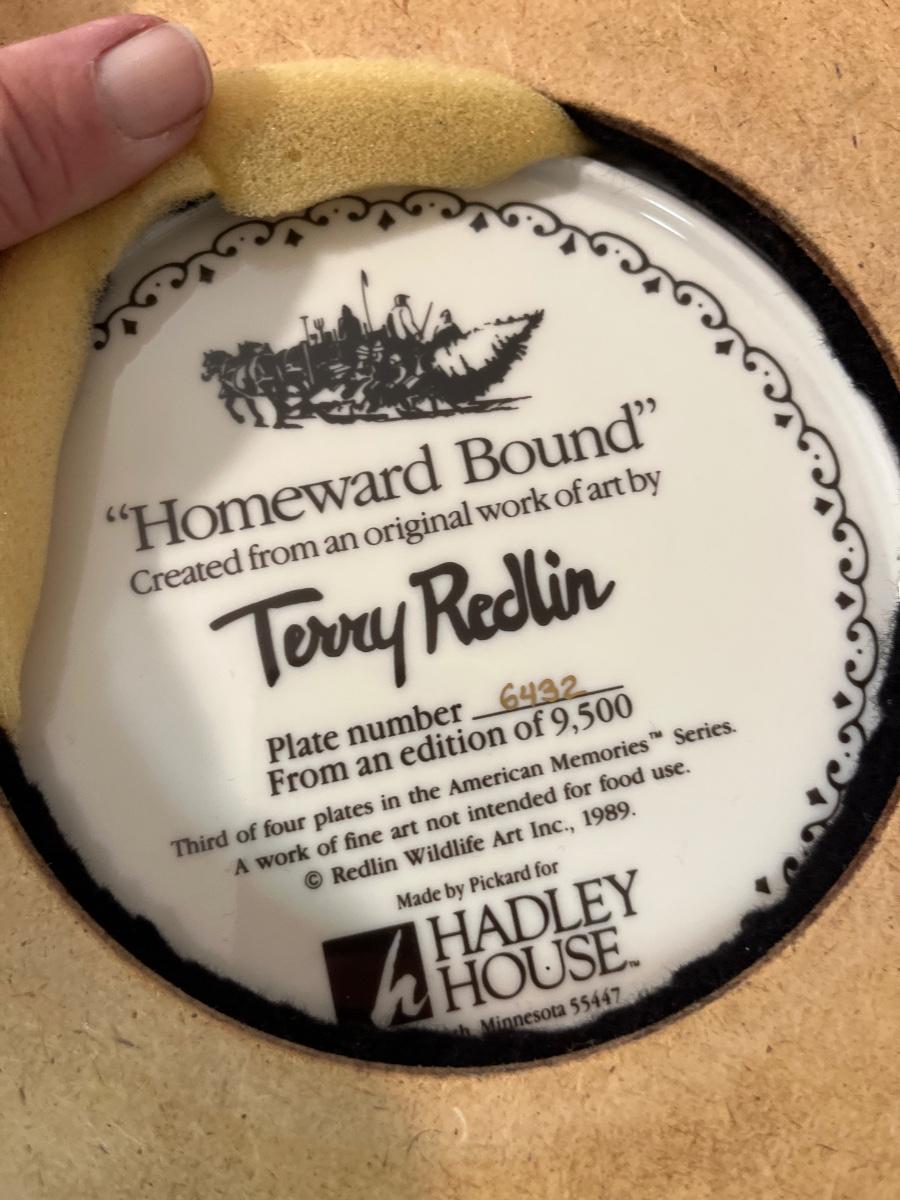 “Homeward Bound”
Created from an original work of art by
Terry Redlin
Plate number 6432
From an edition of 9,500
Third of four plates in the American Memories™ Series.
A work of fine art not intended for food use.
© Redlin Wildlife Art Inc., 1989.
Made by Pickard for
h HADLEY
HOUSE™
Minnesota 55447